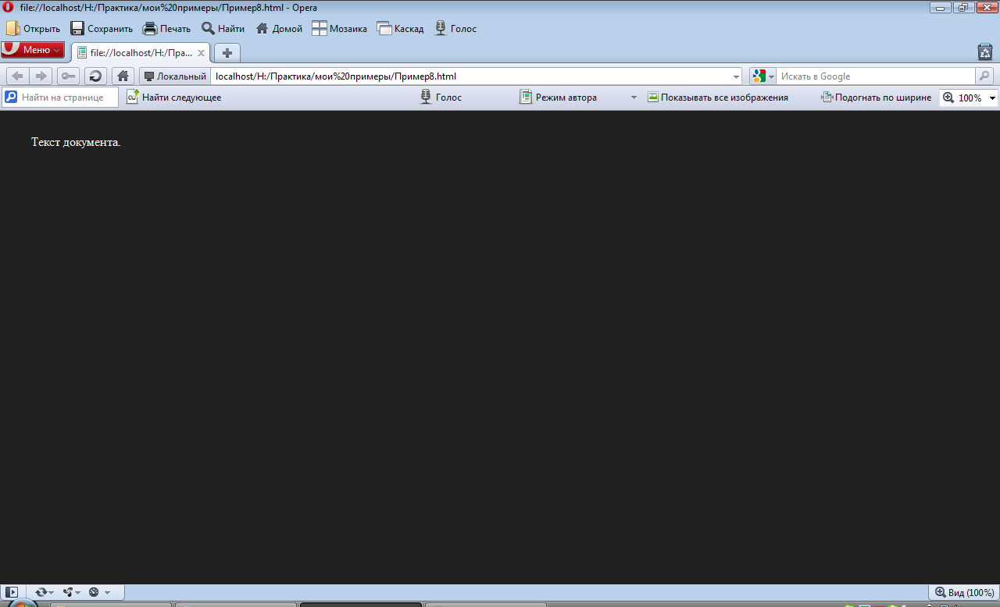 file://localhost/H:/Практика/мои%20примеры/Пример8.html - Opera
Открыть Сохранить Печать Найти Домой Мозаика Каскад Голос
Меню file://localhost/H:/Пра...
Локальный localhost/H:/Практика/мои%20примеры/Пример8.html Искать в Google
Найти на странице Найти следующее Голос Режим автора Показывать все изображения Подогнать по ширине 100%
Текст документа.
Вид (100%)